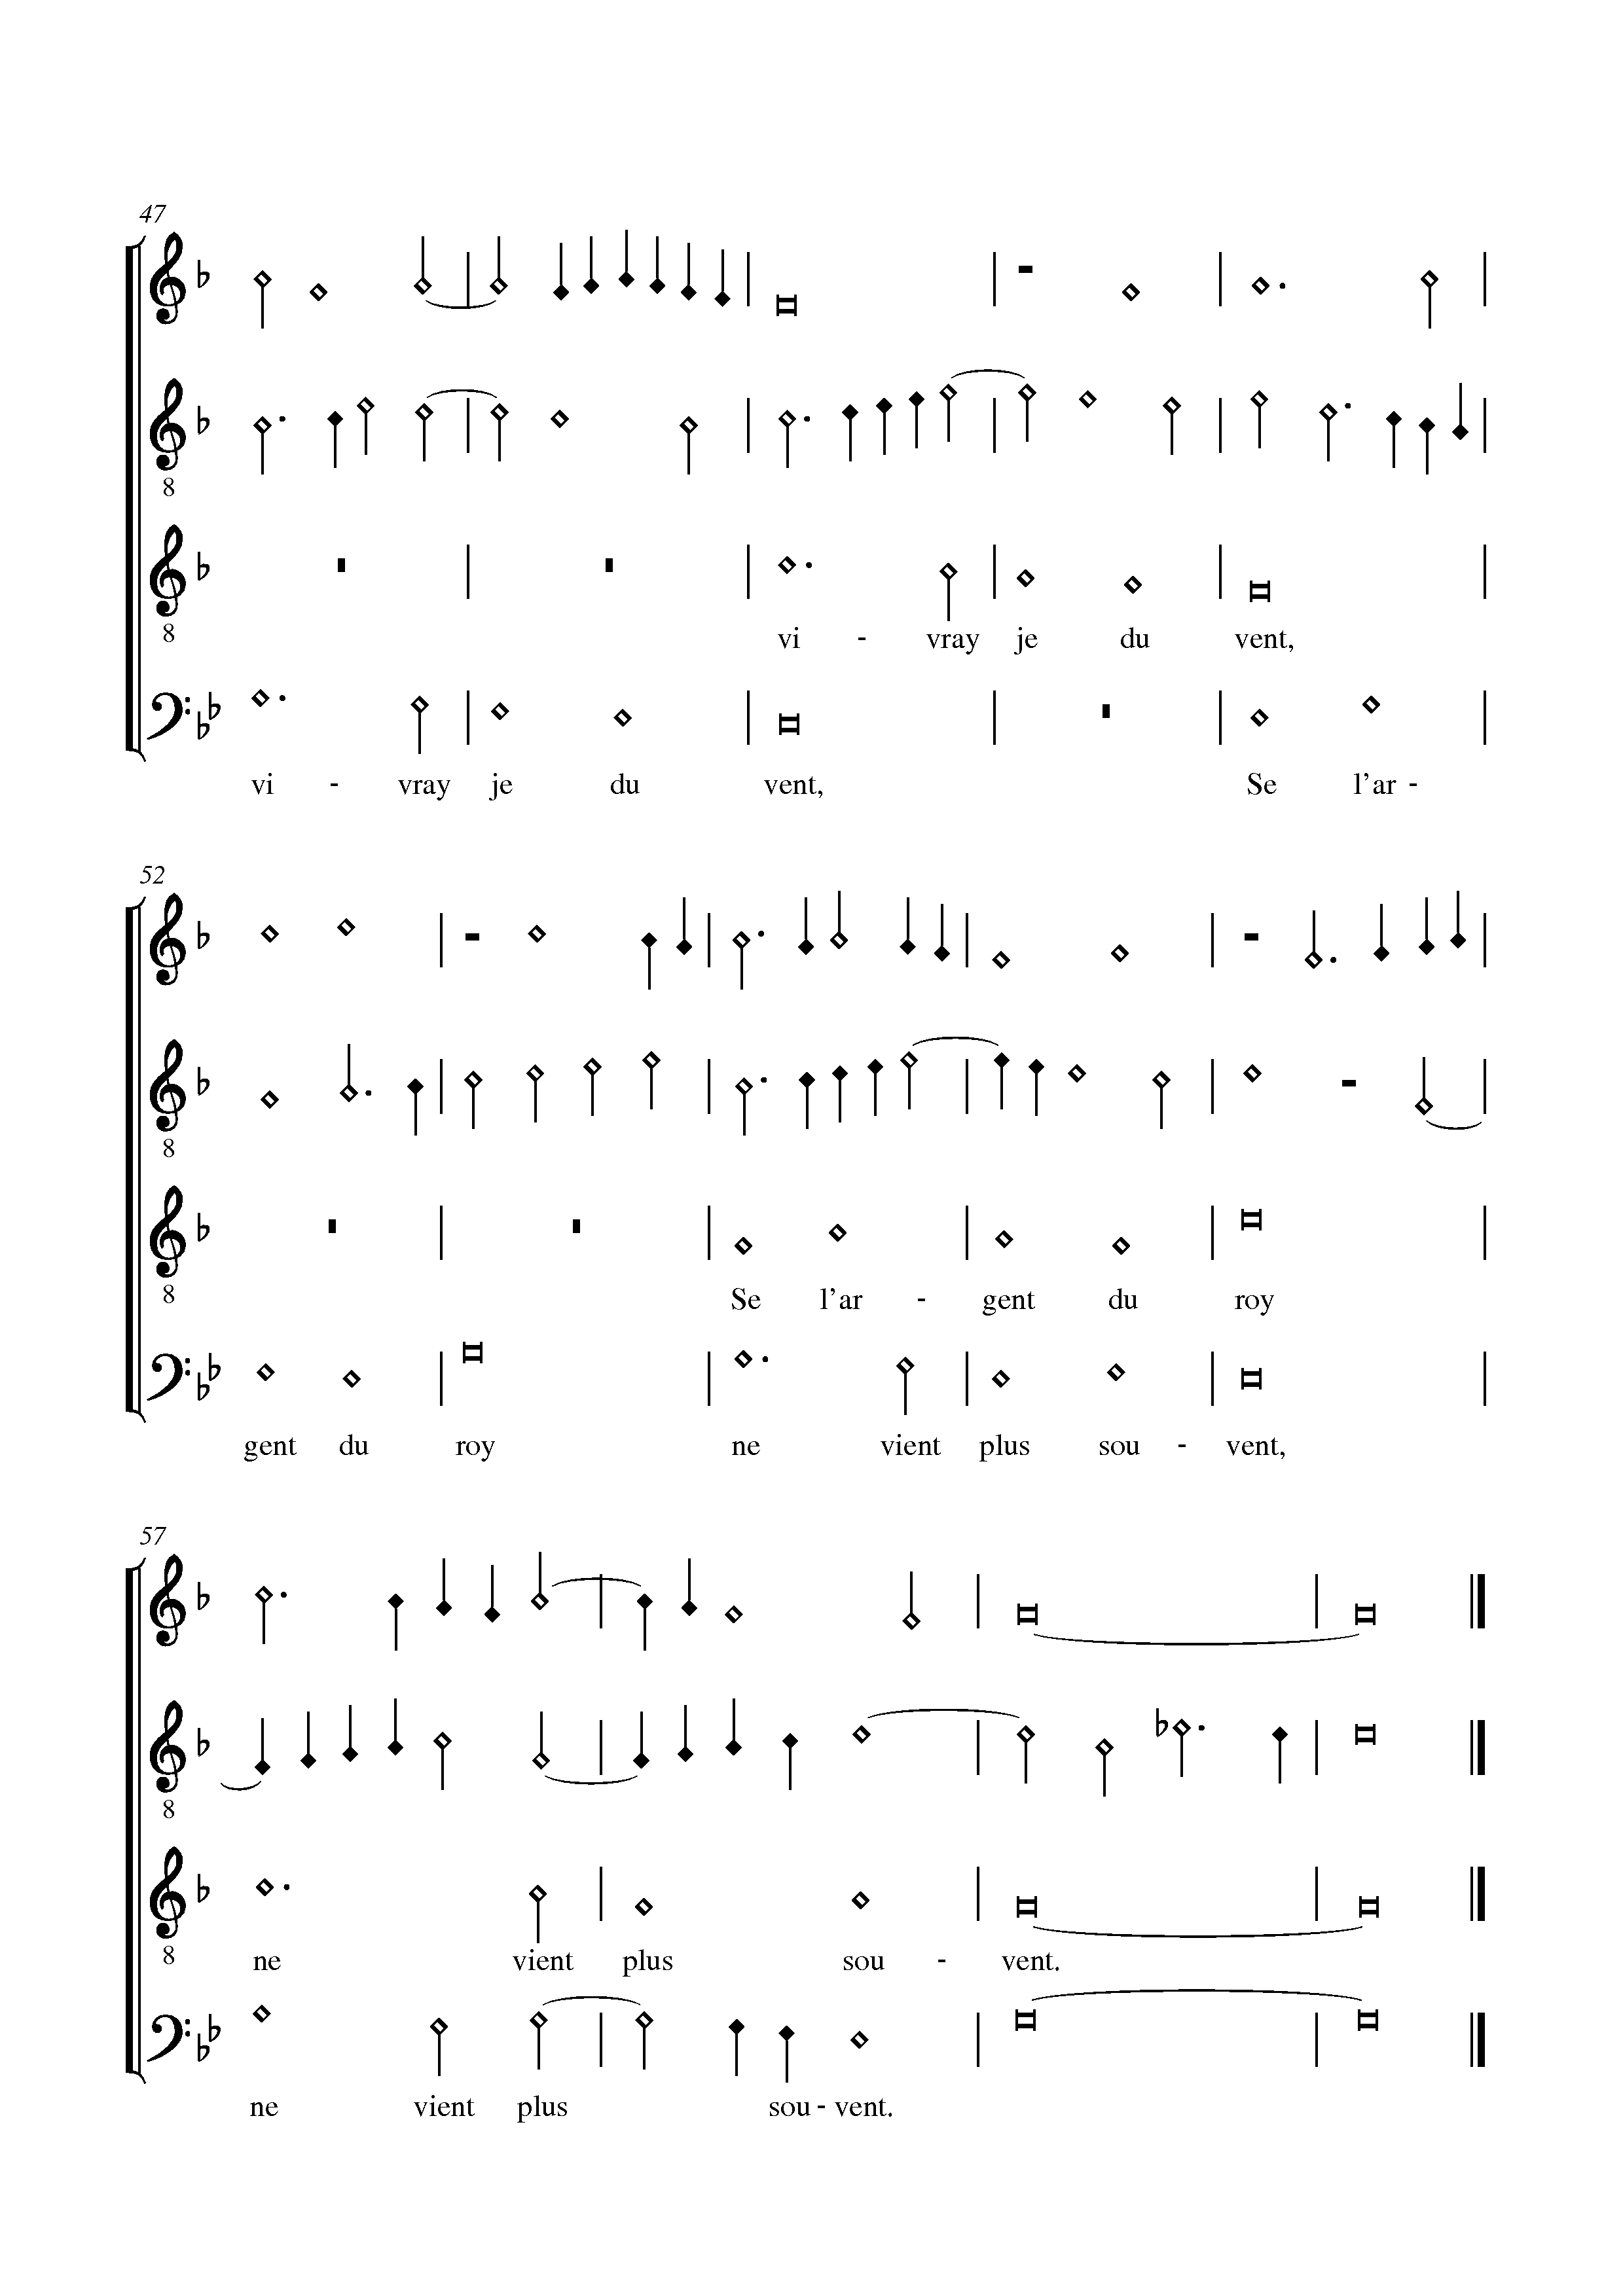 47
8
8
vi - vray je du vent,
vi - vray je du vent, Se l'ar -
52
8
8
Se l'ar - gent du roy
gent du roy ne vient plus sou - vent,
57
8
8
ne vient plus sou - vent.
ne vient plus sou - vent.